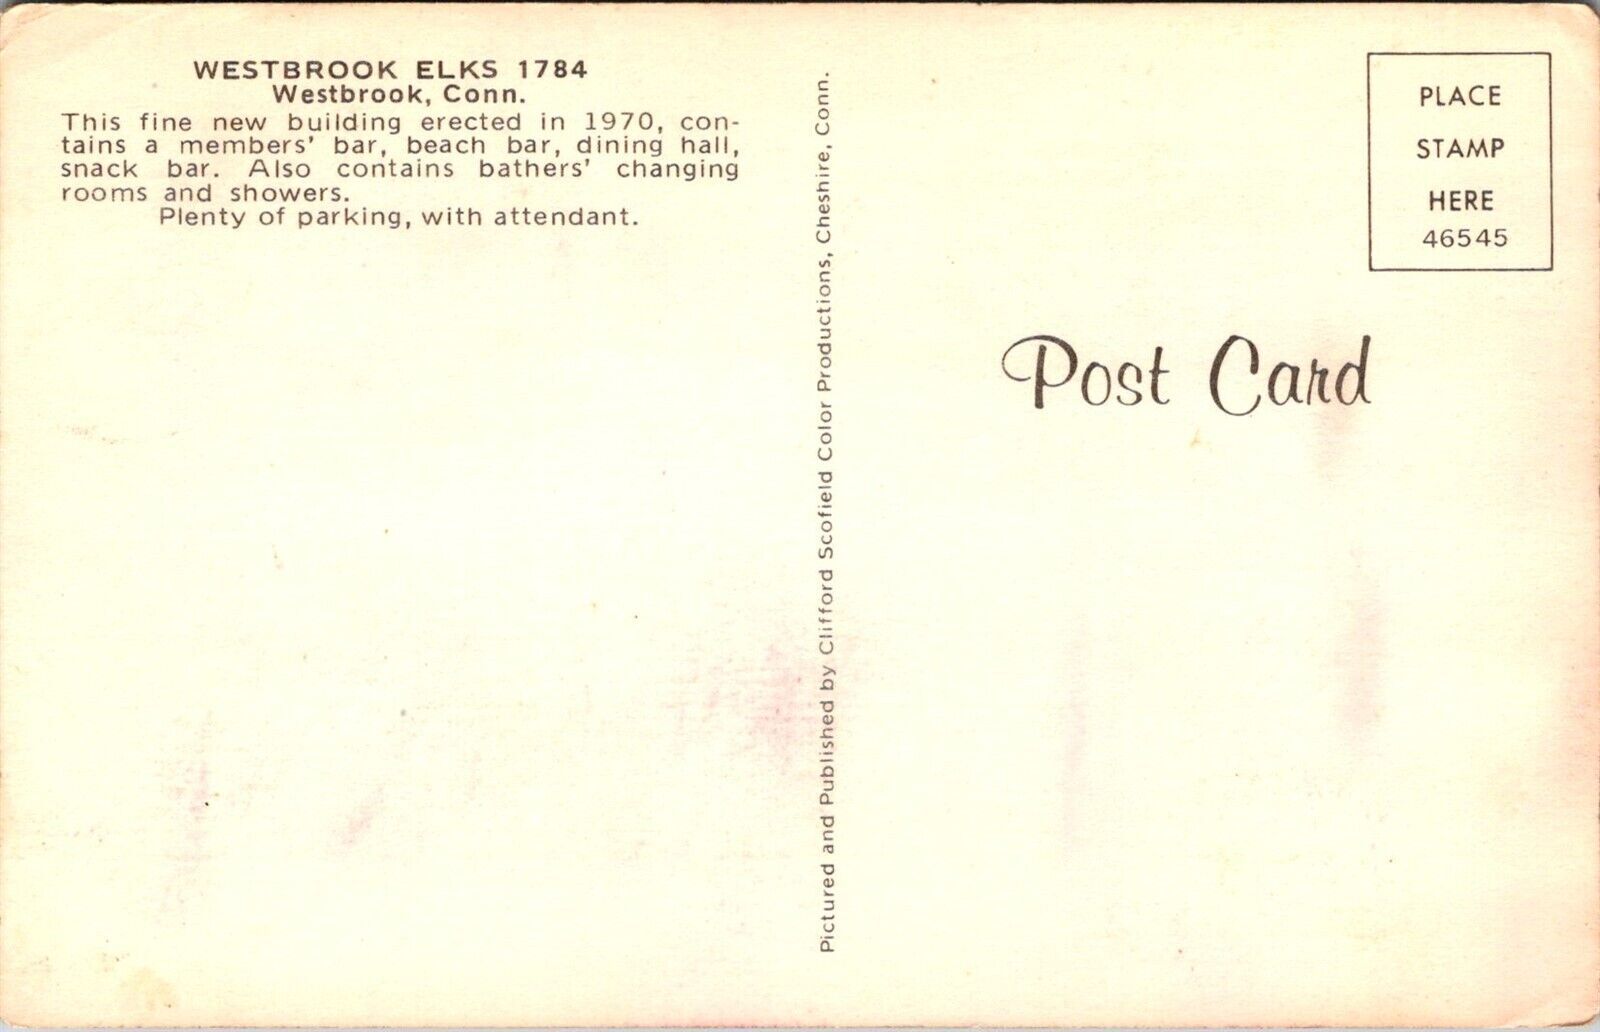 WESTBROOK ELKS 1784
Westbrook, Conn.
This fine new building erected in 1970, con-
tains a members' bar, beach bar, dining hall,
snack bar. Also contains bathers' changing
rooms and showers.
Plenty of parking, with attendant.
Pictured and Published by Clifford Scofield Color Productions, Cheshire, Conn.
PLACE
STAMP
HERE
46545
Post Card